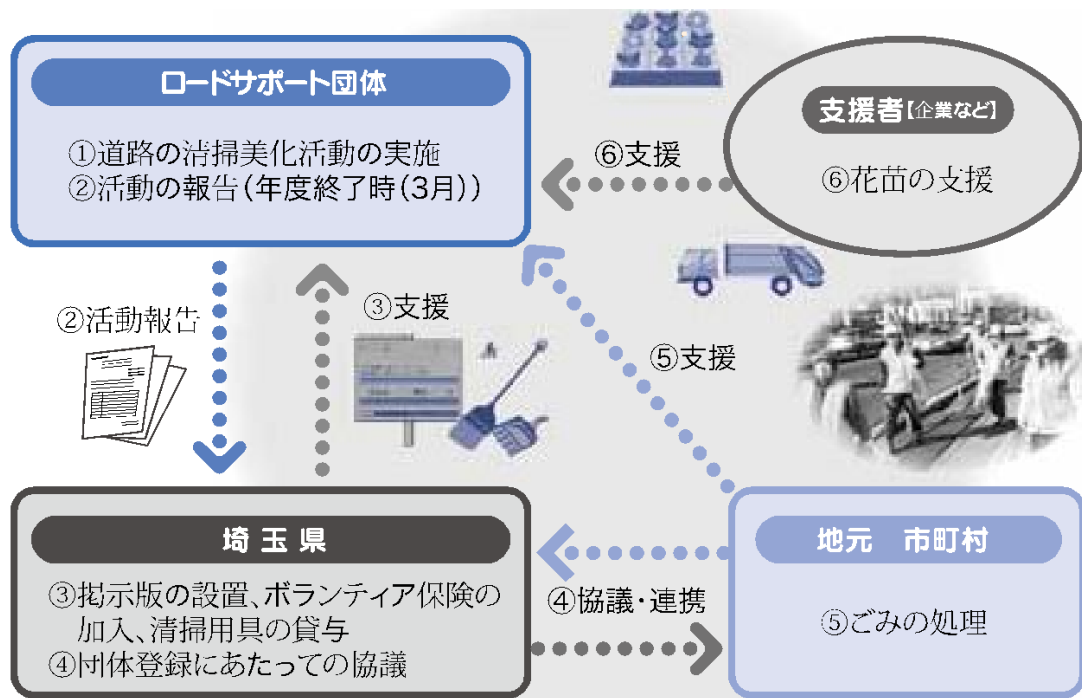 ロードサポート団体
①道路の清掃美化活動の実施
②活動の報告(年度終了時(3月))
支援者【企業など】
⑥花苗の支援
⑥支援
②活動報告
③支援
⑤支援
埼玉県
③掲示版の設置、ボランティア保険の
加入、清掃用具の貸与
④団体登録にあたっての協議
④協議・連携
地元 市町村
⑤ごみの処理